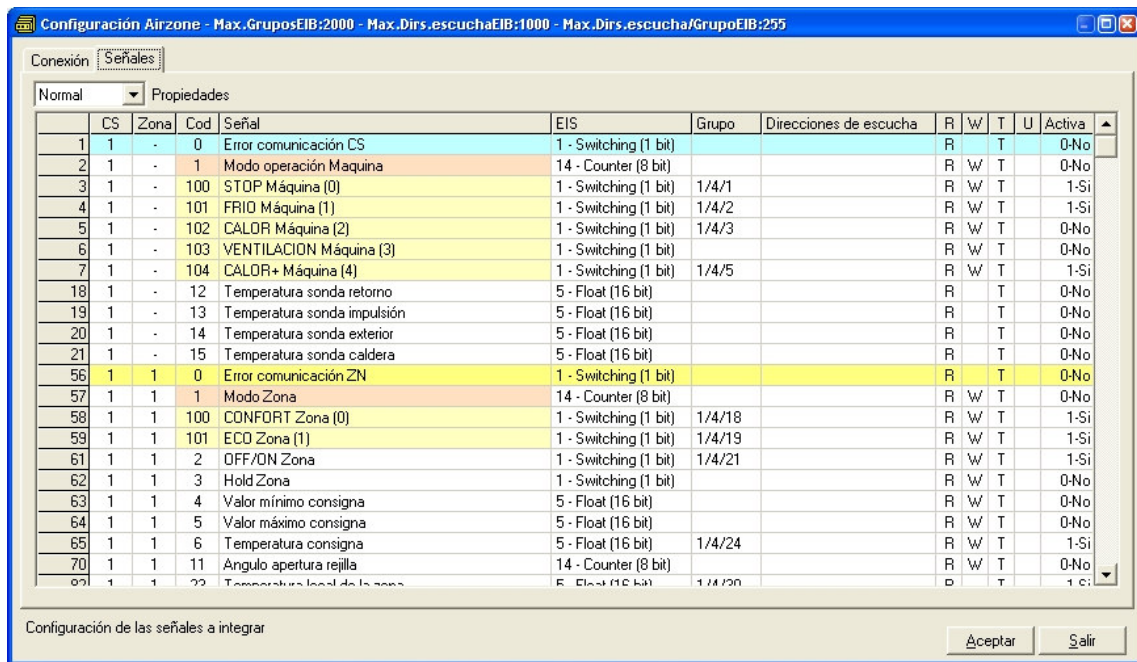 Configuración Airzone - Max.GruposEIB:2000 - Max.Dirs.escuchaEIB:1000 - Max.Dirs.escucha/GrupoEIB:255
Conexión Señales
Normal Propiedades
CS Zona Cod Señal EIS Grupo Direcciones de escucha R W T U Activa
1 1 - 0 Error comunicación CS 1 - Switching (1 bit) R T 0-No
2 1 - 1 Modo operación Maquina 14 - Counter (8 bit) R W T 0-No
3 1 - 100 STOP Máquina (0) 1 - Switching (1 bit) 1/4/1 R W T 1-Si
4 1 - 101 FRIO Máquina (1) 1 - Switching (1 bit) 1/4/2 R W T 1-Si
5 1 - 102 CALOR Máquina (2) 1 - Switching (1 bit) 1/4/3 R W T 0-No
6 1 - 103 VENTILACION Máquina (3) 1 - Switching (1 bit) R W T 0-No
7 1 - 104 CALOR+ Máquina (4) 1 - Switching (1 bit) 1/4/5 R W T 1-Si
18 1 - 12 Temperatura sonda retorno 5 - Float (16 bit) R T 0-No
19 1 - 13 Temperatura sonda impulsión 5 - Float (16 bit) R T 0-No
20 1 - 14 Temperatura sonda exterior 5 - Float (16 bit) R T 0-No
21 1 - 15 Temperatura sonda caldera 5 - Float (16 bit) R T 0-No
56 1 1 0 Error comunicación ZN 1 - Switching (1 bit) R T 0-No
57 1 1 1 Modo Zona 14 - Counter (8 bit) R W T 0-No
58 1 1 100 CONFORT Zona (0) 1 - Switching (1 bit) 1/4/18 R W T 1-Si
59 1 1 101 ECO Zona (1) 1 - Switching (1 bit) 1/4/19 R W T 1-Si
61 1 1 2 OFF/ON Zona 1 - Switching (1 bit) 1/4/21 R W T 1-Si
62 1 1 3 Hold Zona 1 - Switching (1 bit) R W T 0-No
63 1 1 4 Valor mínimo consigna 5 - Float (16 bit) R W T 0-No
64 1 1 5 Valor máximo consigna 5 - Float (16 bit) R W T 0-No
65 1 1 6 Temperatura consigna 5 - Float (16 bit) 1/4/24 R W T 1-Si
70 1 1 11 Angulo apertura rejilla 14 - Counter (8 bit) R W T 0-No
1 1 Temperatura local de la zona 5 - Float (16 bit) R T 1-Si
Configuración de las señales a integrar
Aceptar Salir